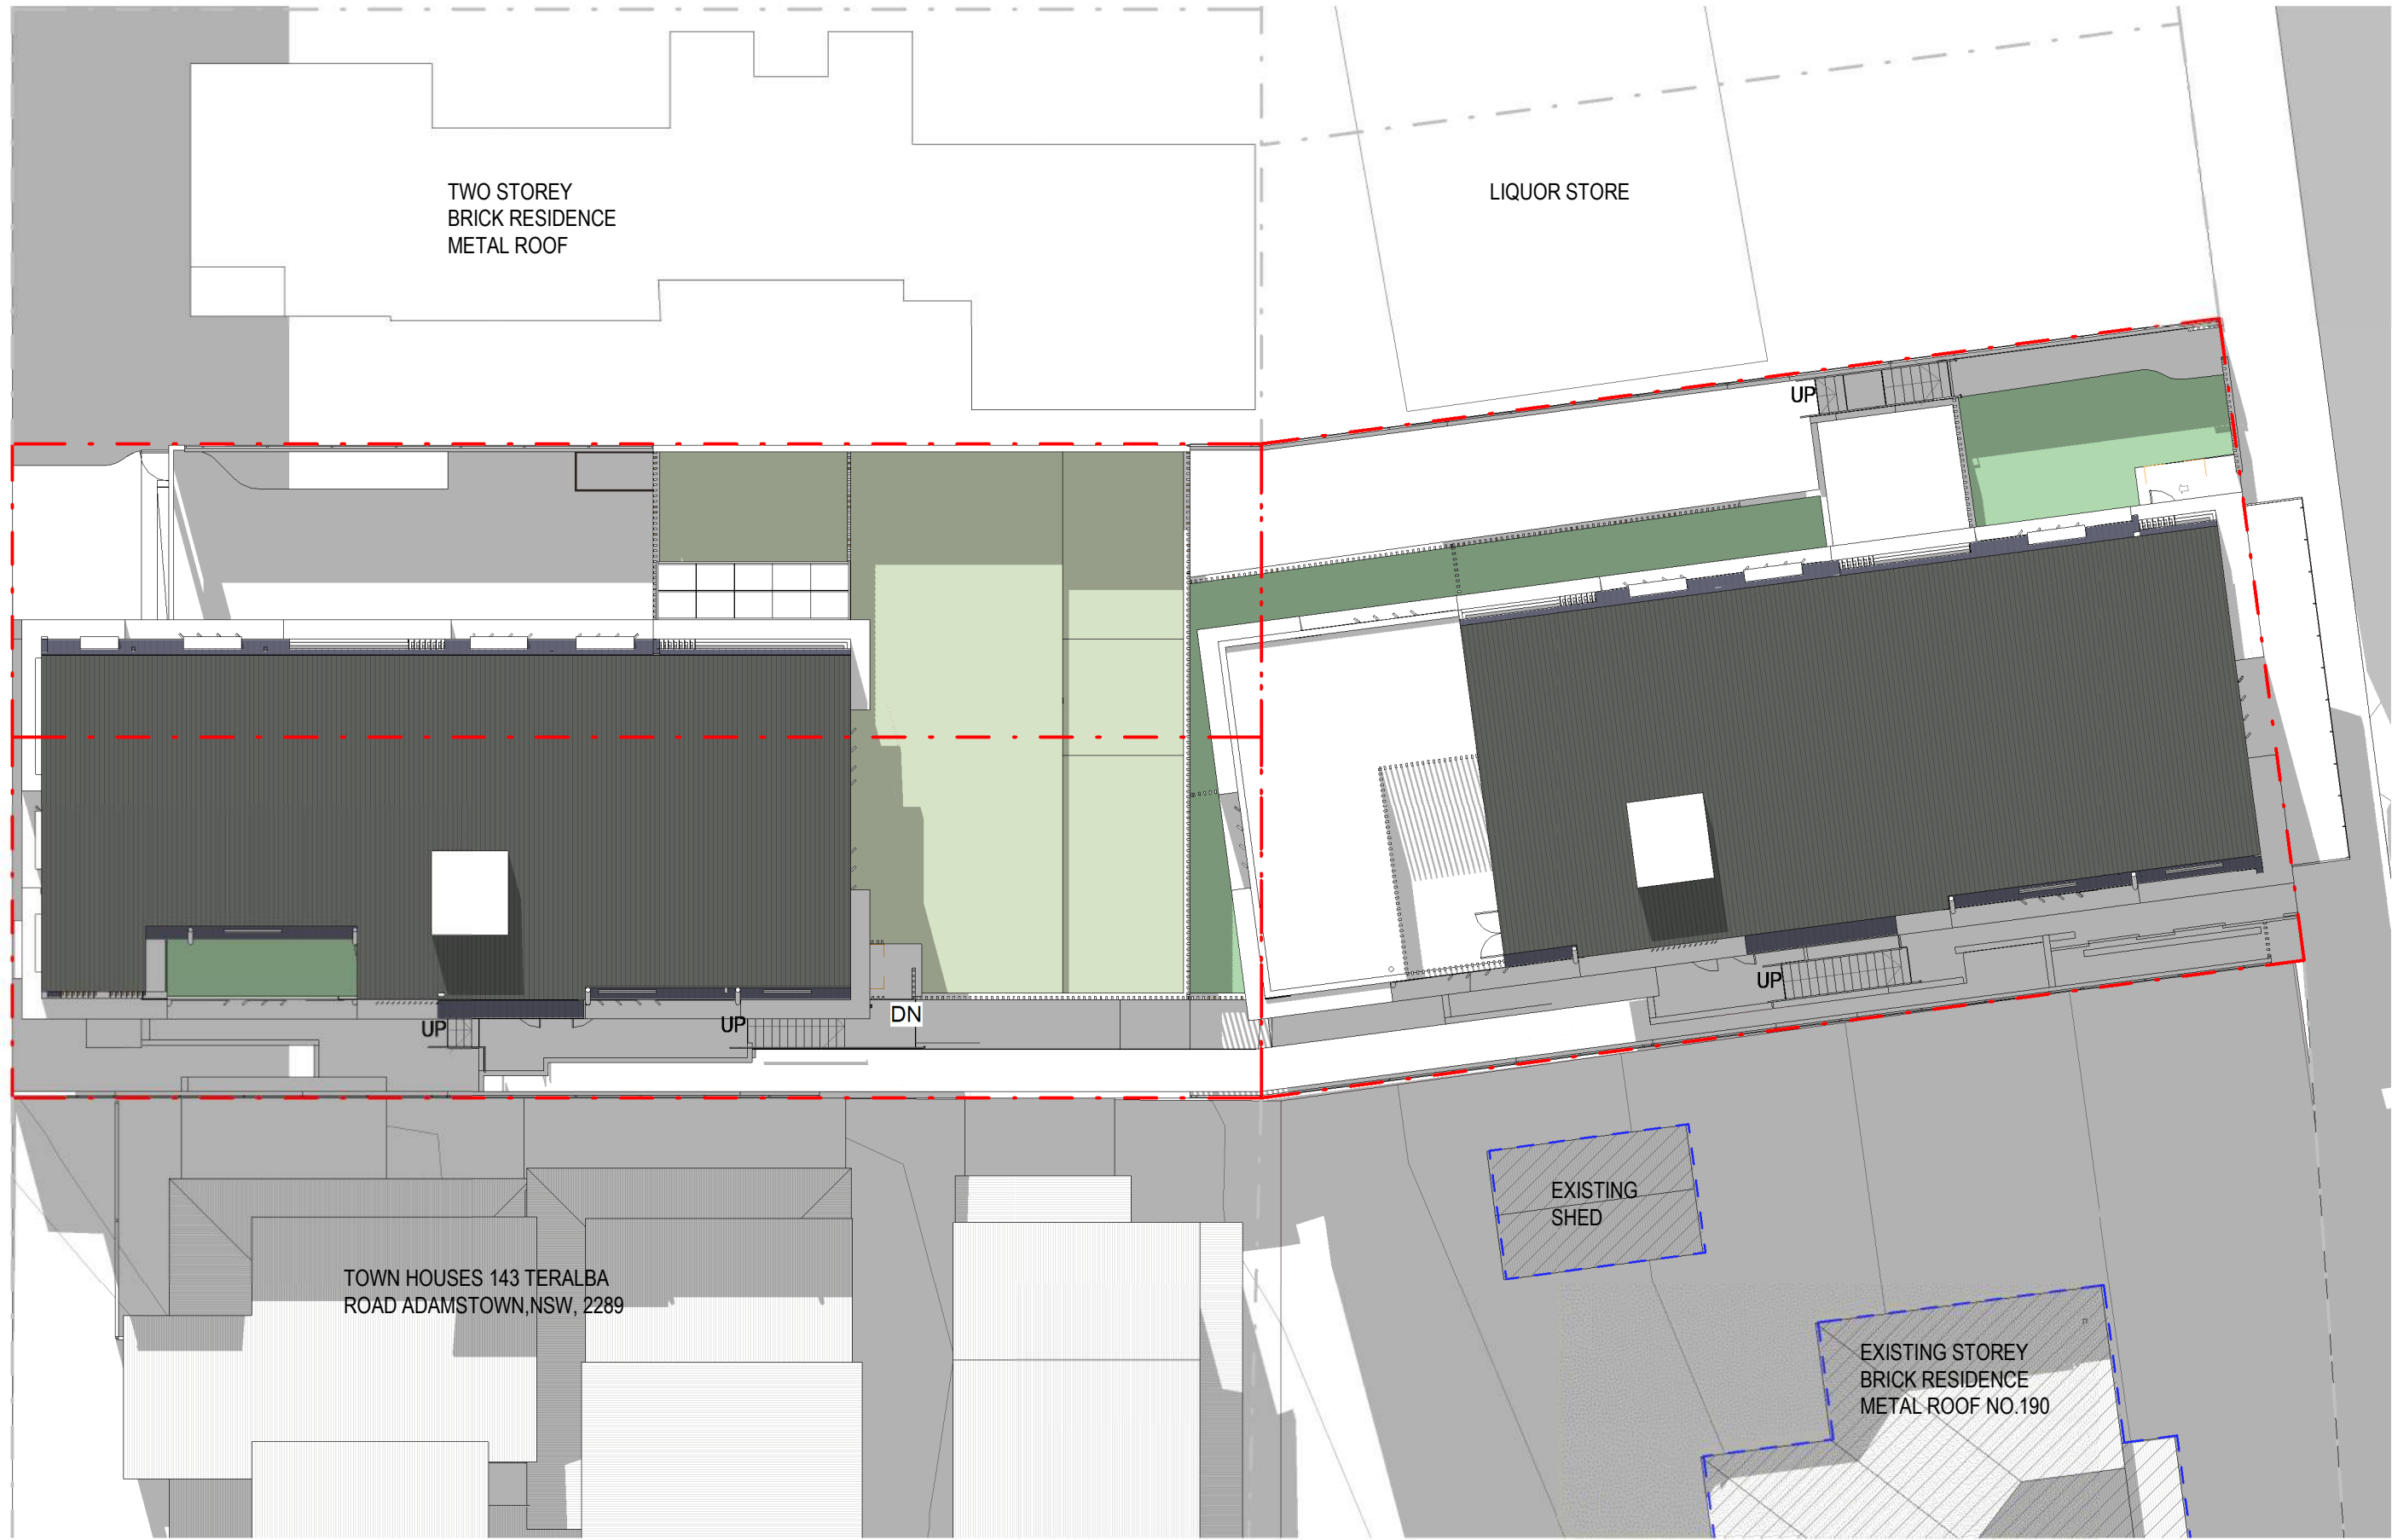 TWO STOREY
BRICK RESIDENCE
METAL ROOF
LIQUOR STORE
UP
UP
UP
DN
UP
EXISTING
SHED
TOWN HOUSES 143 TERALBA
ROAD ADAMSTOWN,NSW, 2289
EXISTING STOREY
BRICK RESIDENCE
METAL ROOF NO.190